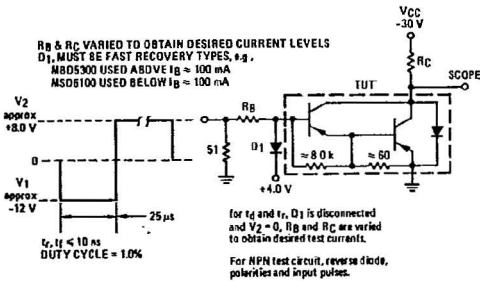 RB & RC VARIED TO OBTAIN DESIRED CURRENT LEVELS
D1, MUST BE FAST RECOVERY TYPES, e.g.,
MBD5300 USED ABOVE IB ≈ 100 mA
MSD6100 USED BELOW IB ≈ 100 mA
VCC
-30 V
RC
SCOPE
TUT
V2
approx
+8.0 V
0
V1
approx
-12 V
RB
51
D1
+4.0 V
≈ 8.0 k
≈ 60
25 µs
tr, tf ≤ 10 ns
DUTY CYCLE = 1.0%
for td and tr, D1 is disconnected
and V2 = 0, RB and RC are varied
to obtain desired test currents.
For NPN test circuit, reverse diode,
polarities and input pulses.